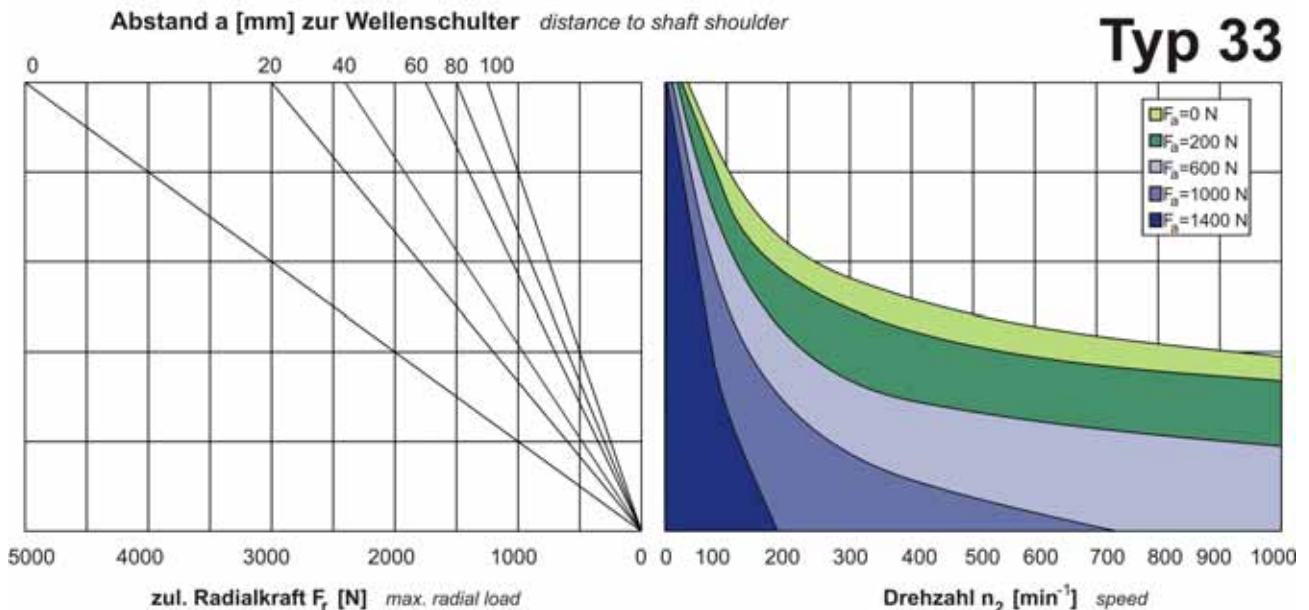 Abstand a [mm] zur Wellenschulter distance to shaft shoulder
Typ 33
0 20 40 60 80 100
Fa=0 N
Fa=200 N
Fa=600 N
Fa=1000 N
Fa=1400 N
5000 4000 3000 2000 1000 0
0 100 200 300 400 500 600 700 800 900 1000
zul. Radialkraft Fr [N] max. radial load
Drehzahl n2 [min-1] speed